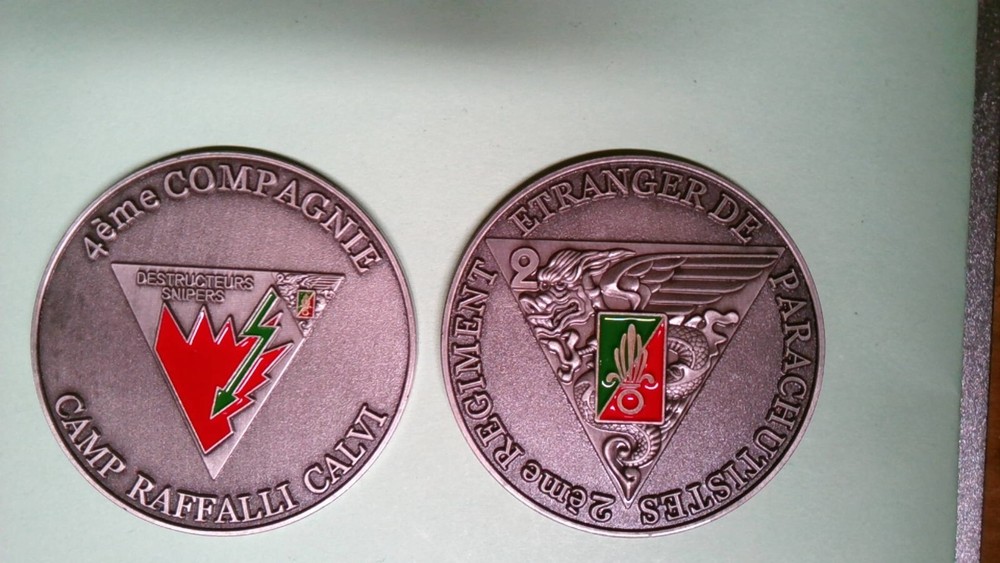 4ème COMPAGNIE
DESTRUCTEURS
SNIPERS
CAMP RAFFALLI CALVI
2ème REGIMENT ETRANGER DE PARACHUTISTES
2